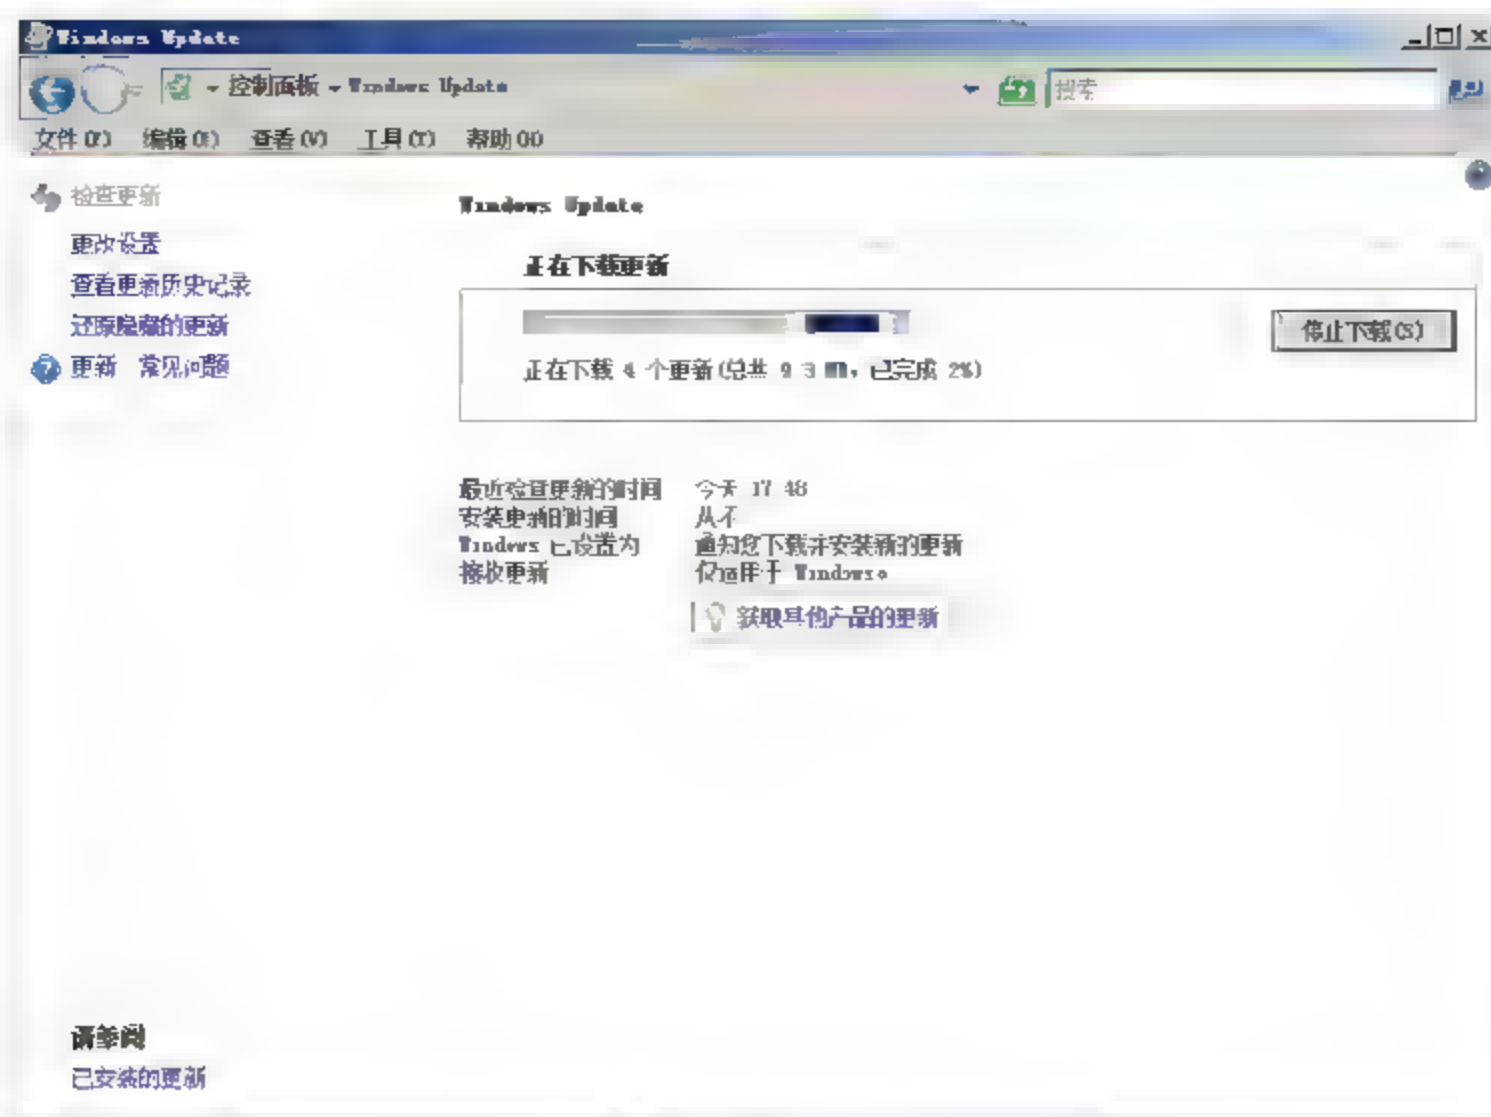 Windows Update
控制面板 Windows Update
搜索
文件(F) 编辑(E) 查看(V) 工具(T) 帮助(H)
检查更新
更改设置
查看更新历史记录
还原隐藏的更新
更新 常见问题
Windows Update
正在下载更新
停止下载(S)
正在下载 4 个更新(总共 9.3 MB, 已完成 2%)
最近检查更新的时间 今天 17:48
安装更新的时间 从不
Windows 已设置为 通知您下载并安装新的更新
接收更新 仅适用于 Windows。
获取其他产品的更新
请参阅
已安装的更新